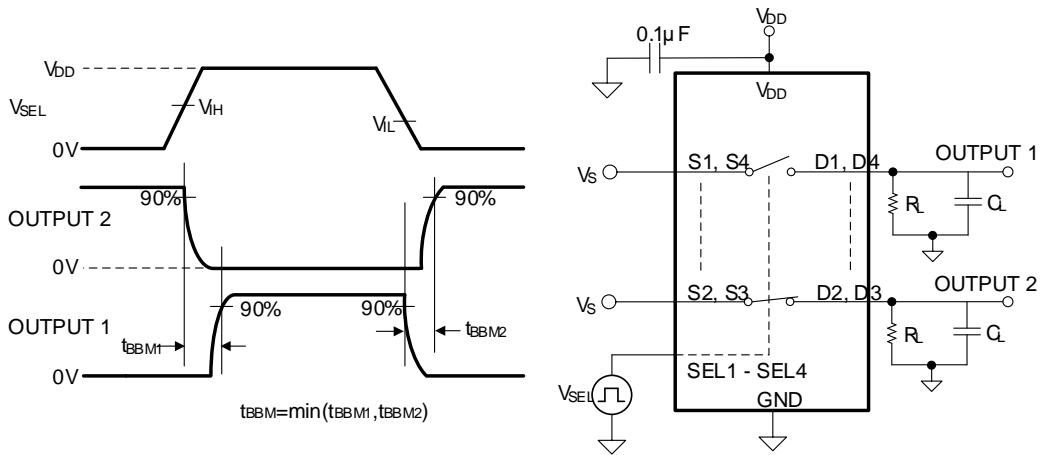 VDD
VSEL
VIH
VIL
0V
90%
90%
OUTPUT 2
0V
90%
90%
OUTPUT 1
tBBM1
tBBM2
0V
tBBM=min(tBBM1,tBBM2)
VDD
0.1µF
VDD
OUTPUT 1
VS
S1, S4
D1, D4
RL
CL
OUTPUT 2
VS
S2, S3
D2, D3
RL
CL
SEL1 - SEL4
VSEL
GND